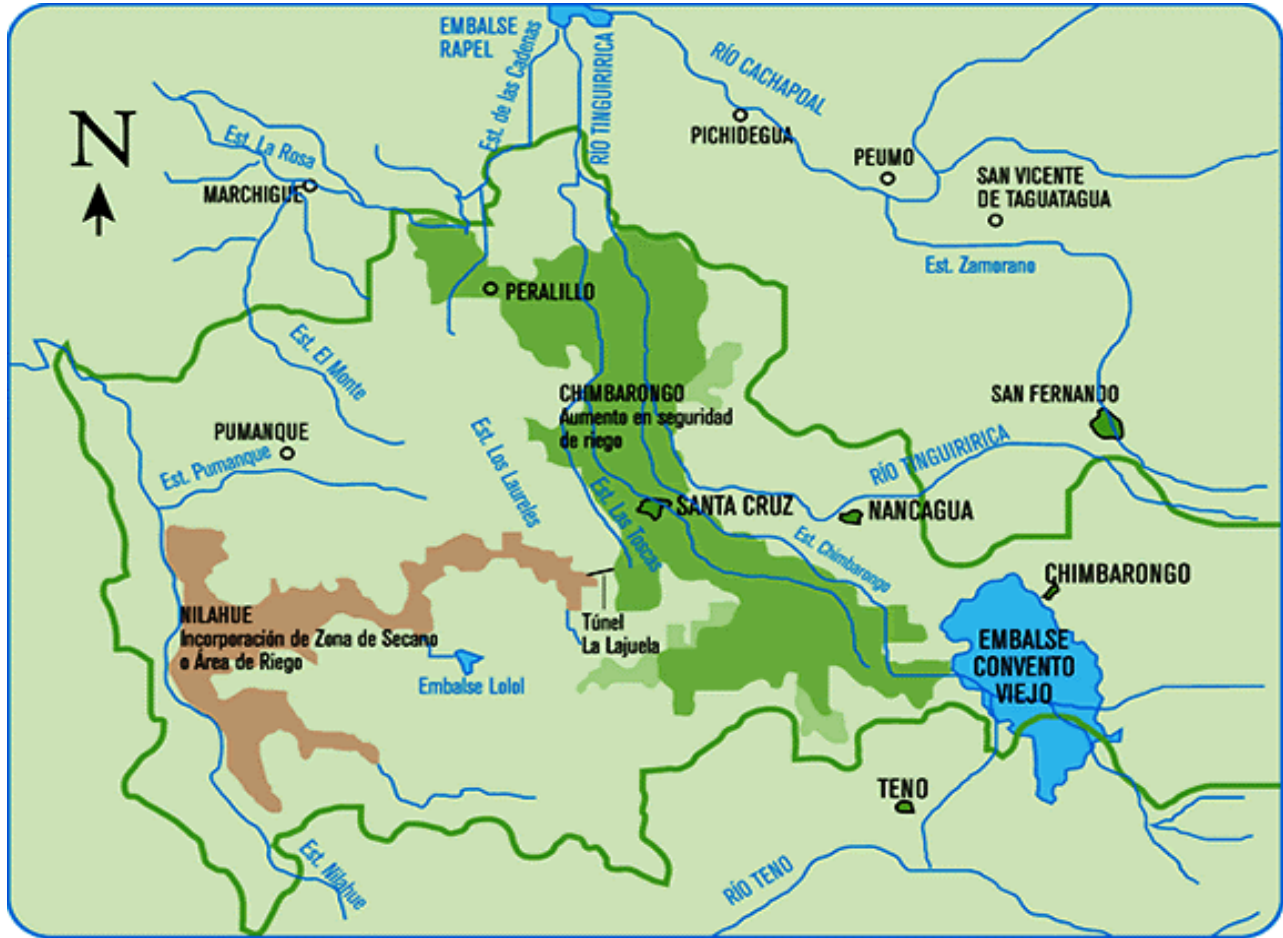 EMBALSE
RAPEL
Est. de las Cadenas
RÍO TINGUIRIRICA
RÍO CACHAPOAL
PICHIDEGUA
PEUMO
SAN VICENTE
DE TAGUATAGUA
Est. Zamorano
N
Est. La Rosa
MARCHIGUE
PERALILLO
Est. El Monte
CHIMBARONGO
Aumento en seguridad
de riego
SAN FERNANDO
PUMANQUE
Est. Pumanque
Est. Los Laureles
Est. Las Toscas
SANTA CRUZ
RÍO TINGUIRIRICA
NANCAGUA
Est. Chimbarongo
CHIMBARONGO
NILAHUE
Incorporación de Zona de Secano
o Área de Riego
Túnel
La Lajuela
Embalse Lolol
EMBALSE
CONVENTO
VIEJO
TENO
Est. Nilahue
RÍO TENO